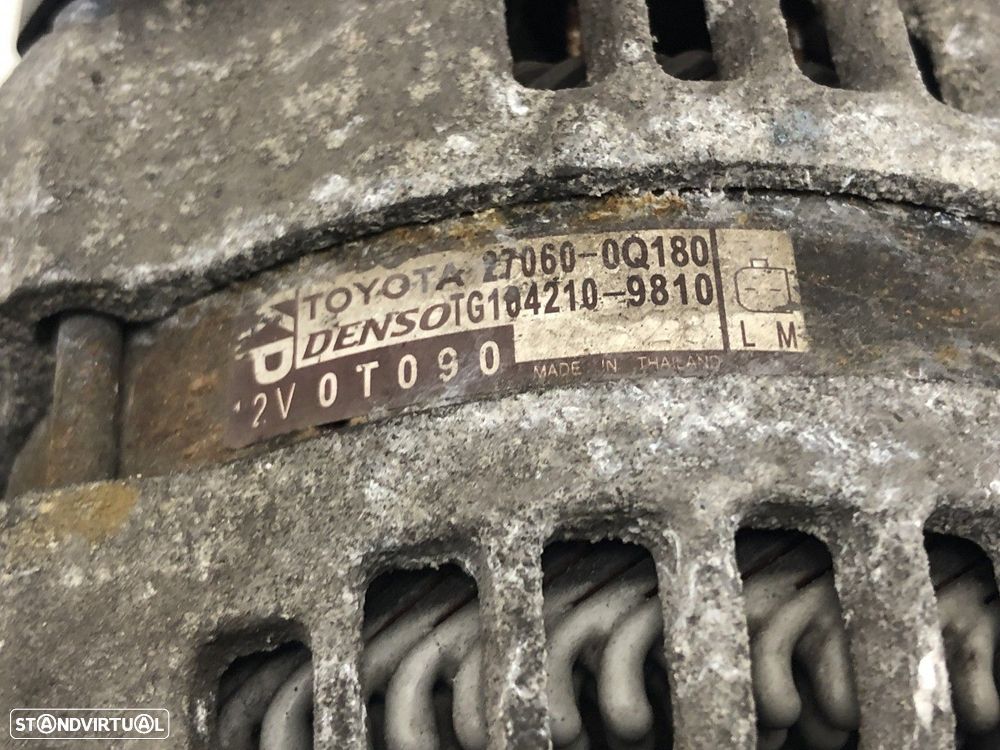 TOYOTA 27060-0Q180
DENSO TG104210-9810
12V 0T090
MADE IN THAILAND
L M
STANDVIRTUAL